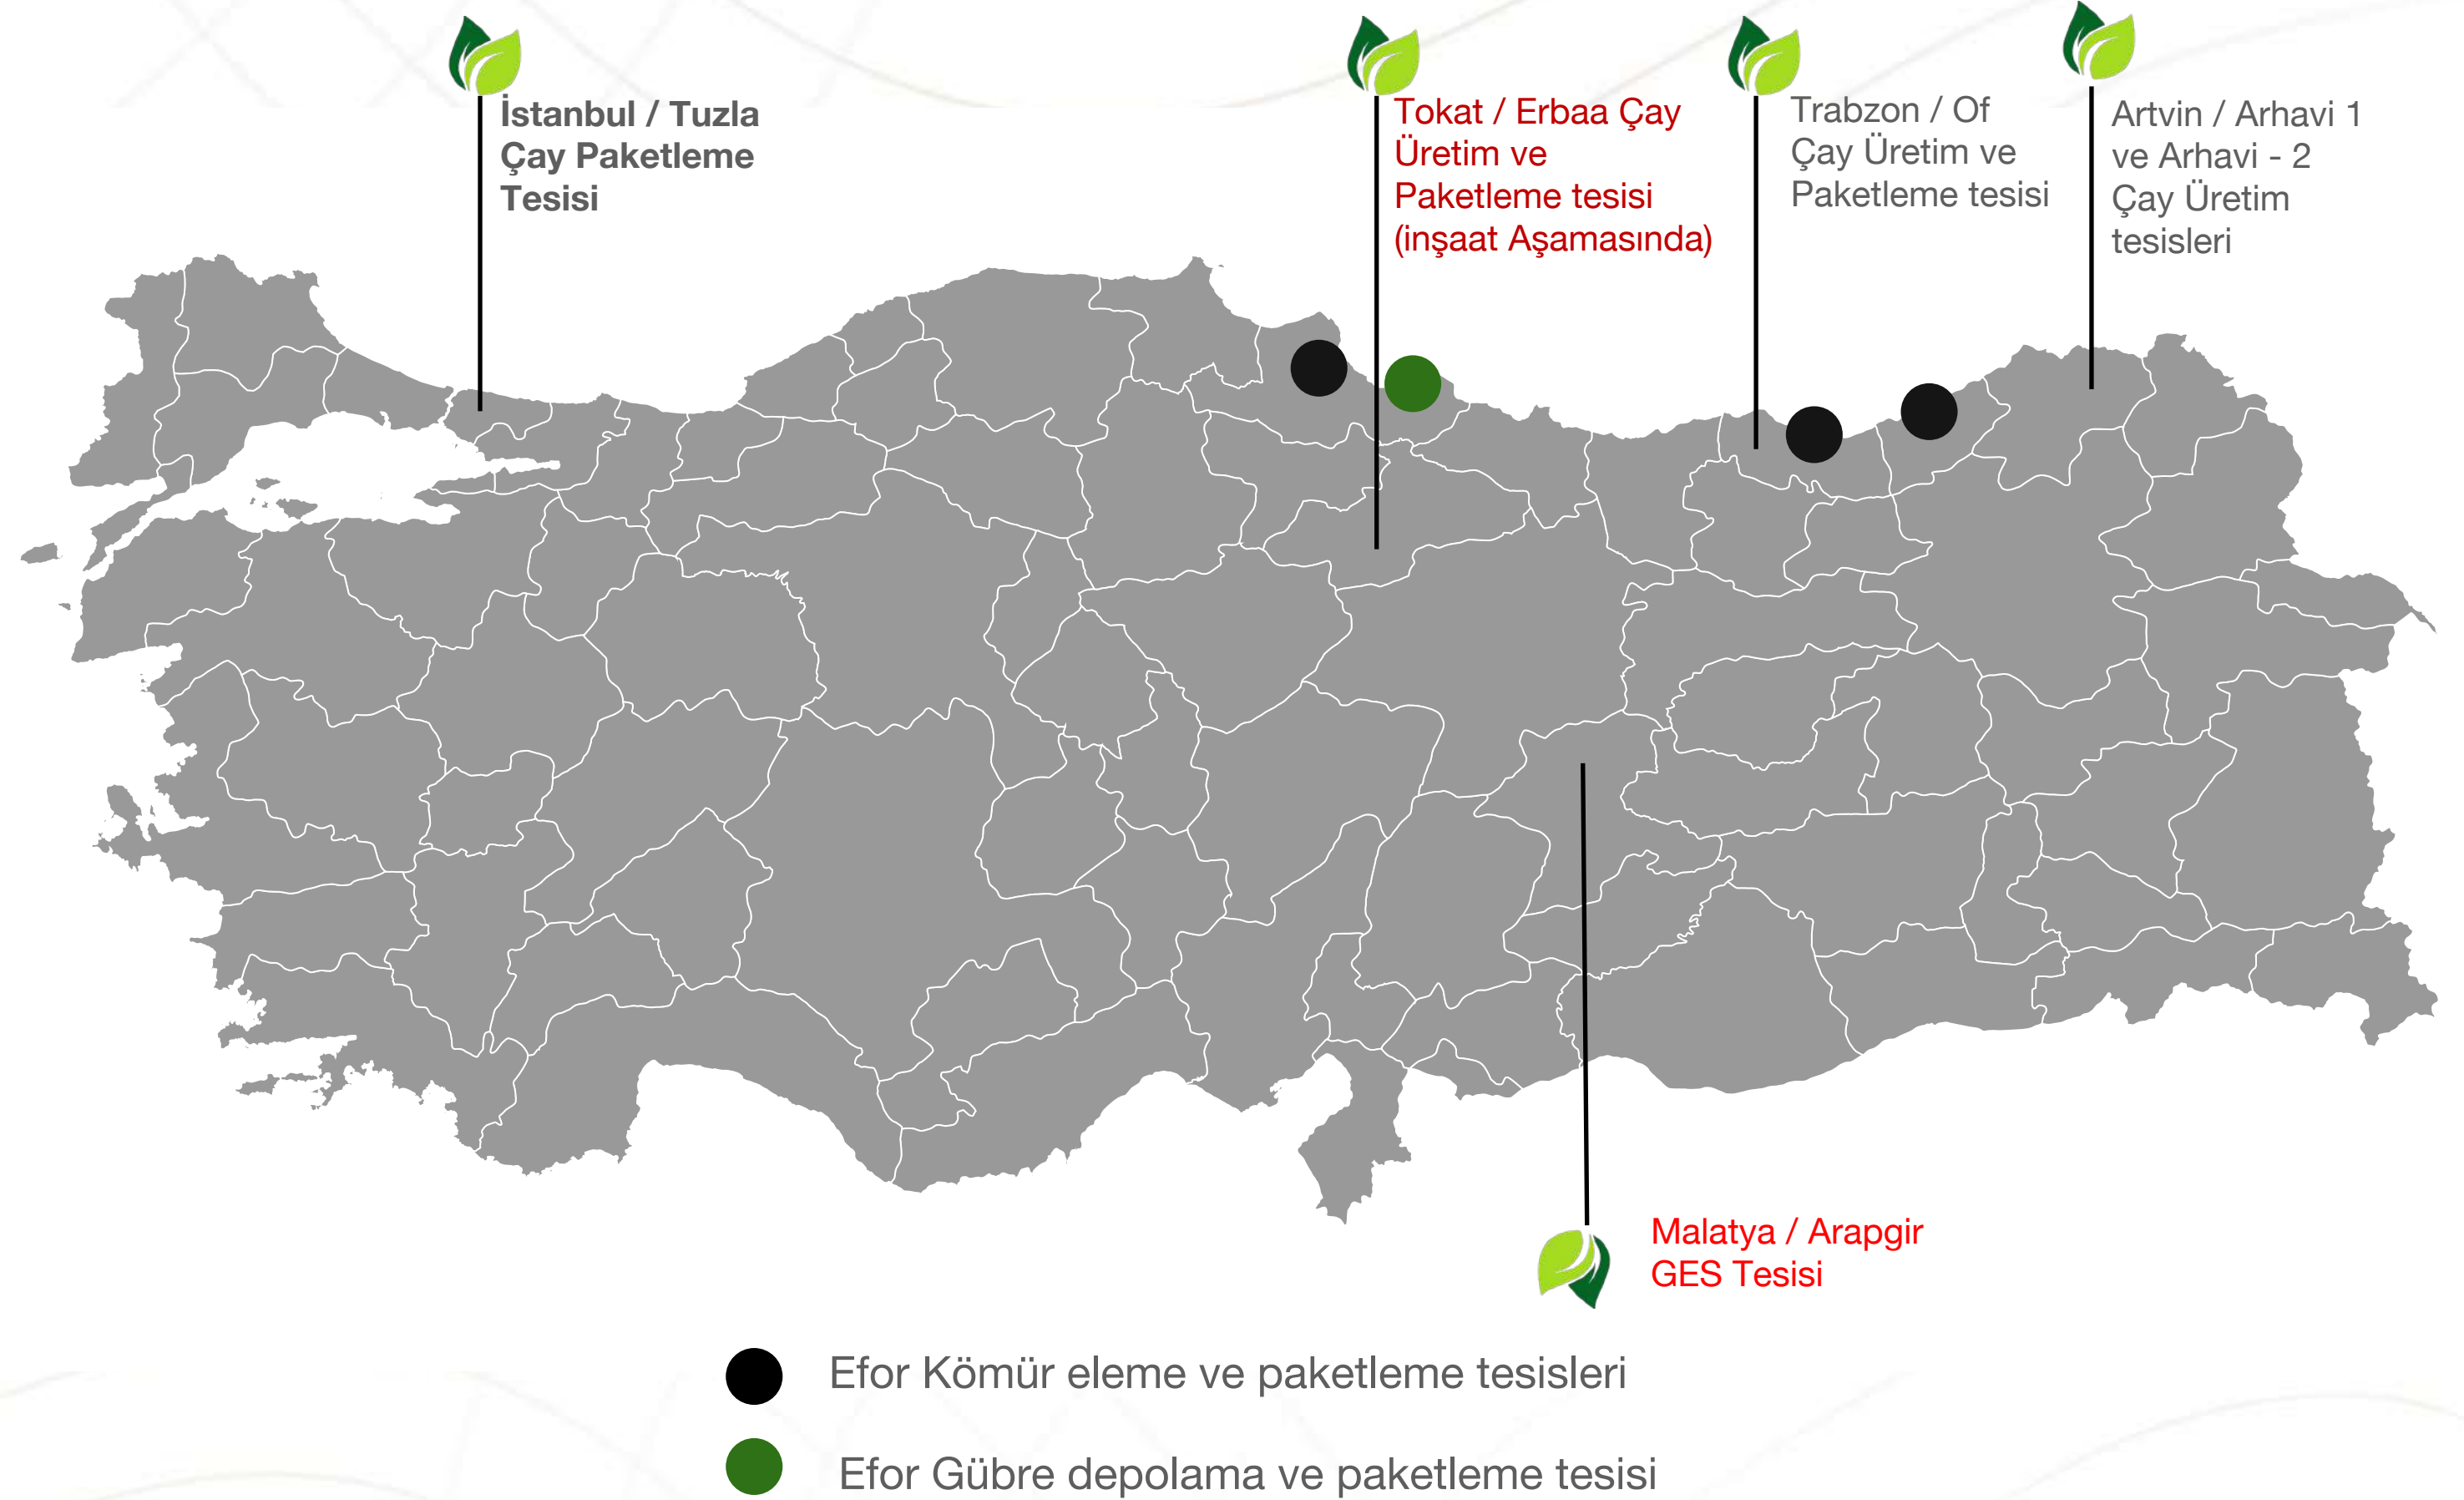 İstanbul / Tuzla
Çay Paketleme
Tesisi
Tokat / Erbaa Çay
Üretim ve
Paketleme tesisi
(inşaat Aşamasında)
Trabzon / Of
Çay Üretim ve
Paketleme tesisi
Artvin / Arhavi 1
ve Arhavi - 2
Çay Üretim
tesisleri
Malatya / Arapgir
GES Tesisi
Efor Kömür eleme ve paketleme tesisleri
Efor Gübre depolama ve paketleme tesisi